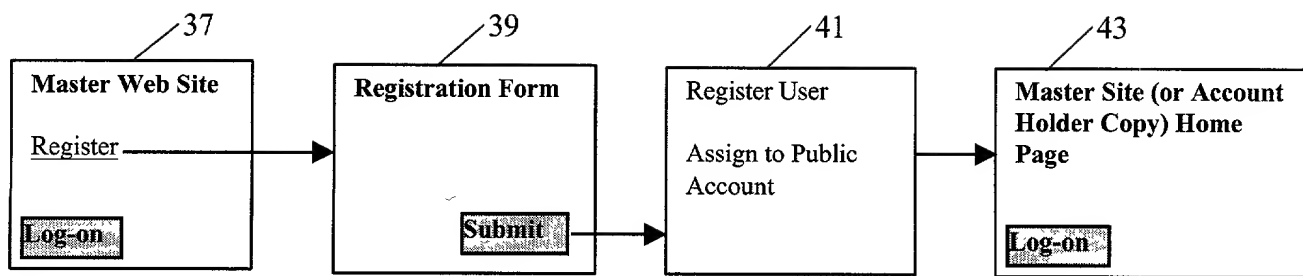 37
39
41
43
Master Web Site
Register
Log-on
Registration Form
Submit
Register User
Assign to Public
Account
Master Site (or Account
Holder Copy) Home
Page
Log-on